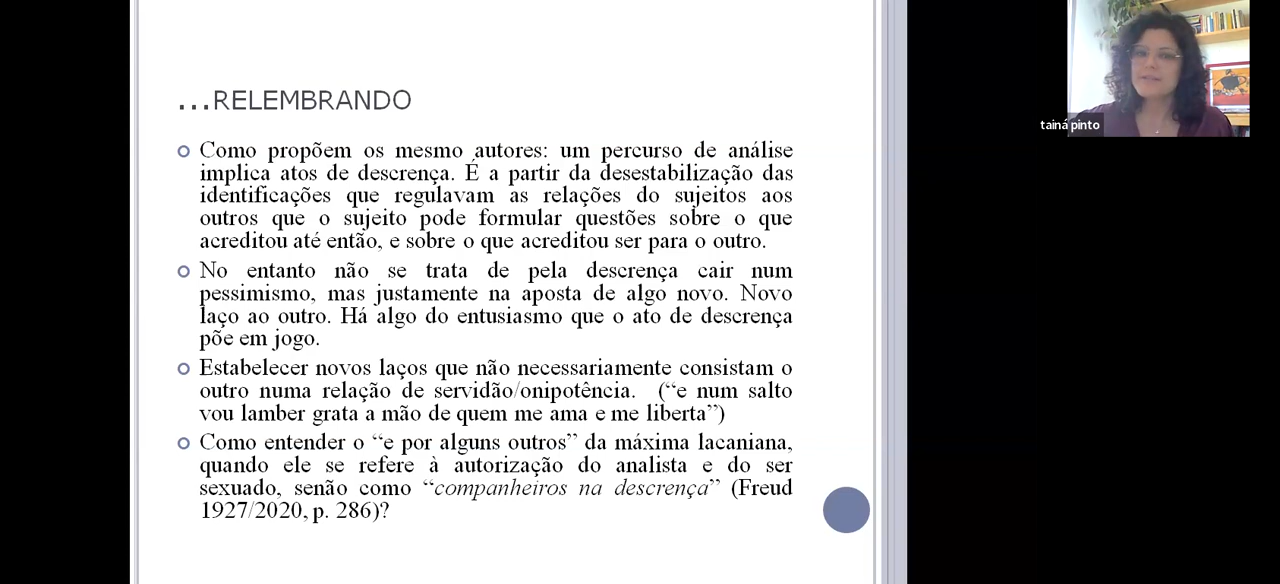 ...RELEMBRANDO
Como propõem os mesmo autores: um percurso de análise
implica atos de descrença. É a partir da desestabilização das
identificações que regulavam as relações do sujeitos aos
outros que o sujeito pode formular questões sobre o que
acreditou até então, e sobre o que acreditou ser para o outro.
No entanto não se trata de pela descrença cair num
pessimismo, mas justamente na aposta de algo novo. Novo
laço ao outro. Há algo do entusiasmo que o ato de descrença
põe em jogo.
Estabelecer novos laços que não necessariamente consistam o
outro numa relação de servidão/onipotência. (“e num salto
vou lamber grata a mão de quem me ama e me liberta”)
Como entender o “e por alguns outros” da máxima lacaniana,
quando ele se refere à autorização do analista e do ser
sexuado, senão como “companheiros na descrença” (Freud
1927/2020, p. 286)?
tainá pinto